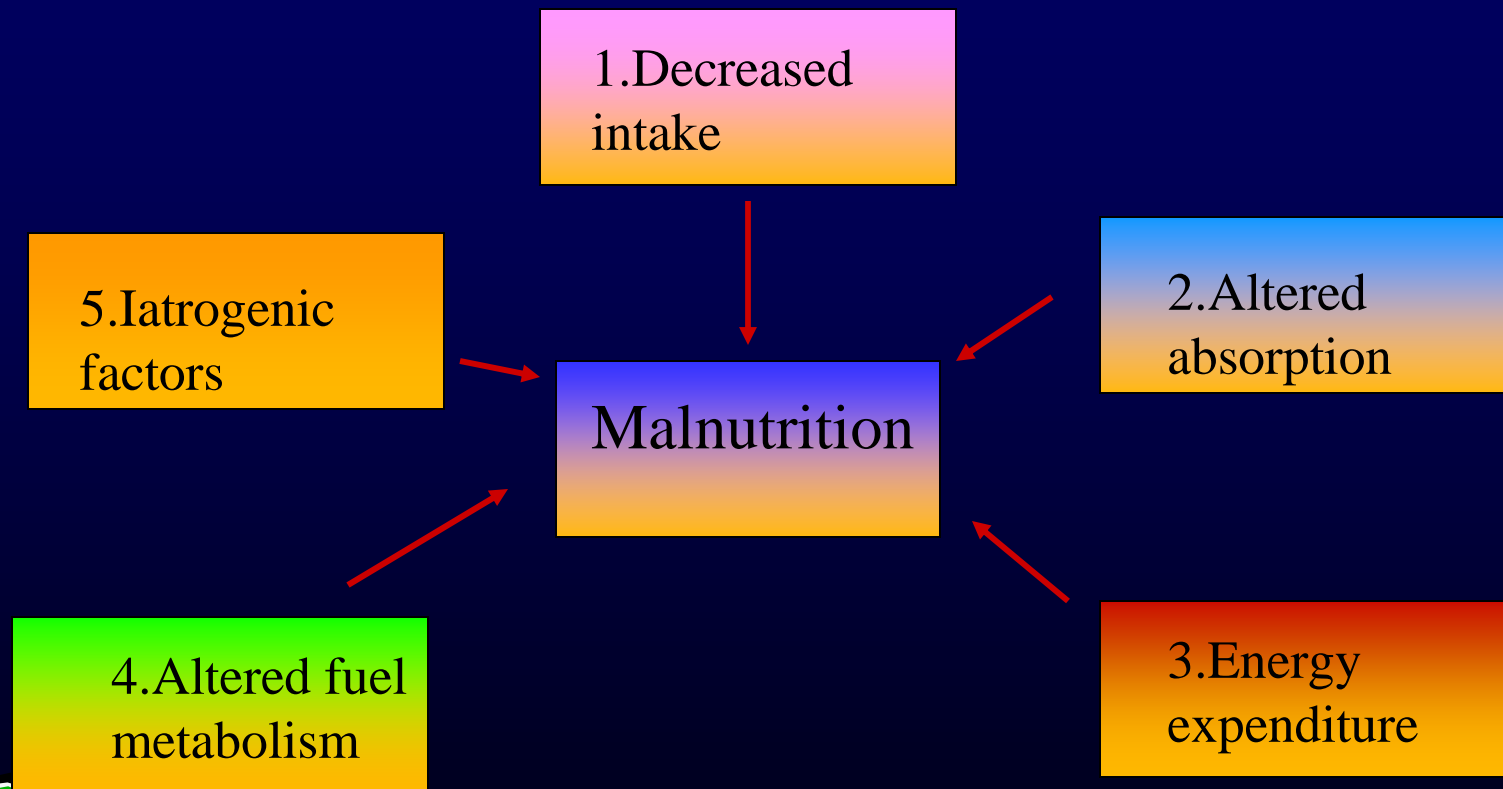 1.Decreased
intake
2.Altered
absorption
3.Energy
expenditure
4.Altered fuel
metabolism
5.Iatrogenic
factors
Malnutrition